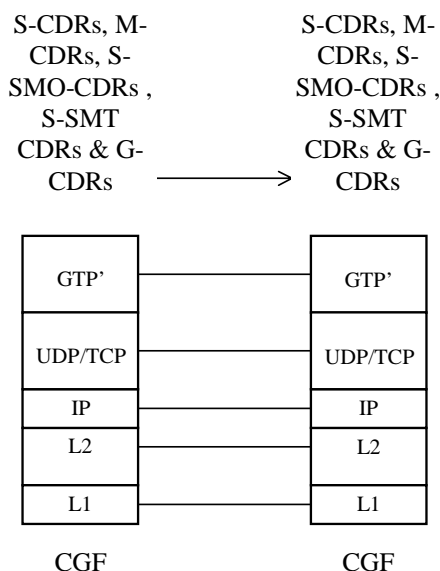 S-CDRs, M-
CDRs, S-
SMO-CDRs ,
S-SMT
CDRs & G-
CDRs
S-CDRs, M-
CDRs, S-
SMO-CDRs ,
S-SMT
CDRs & G-
CDRs
GTP’
GTP’
UDP/TCP
UDP/TCP
IP
IP
L2
L2
L1
L1
CGF
CGF